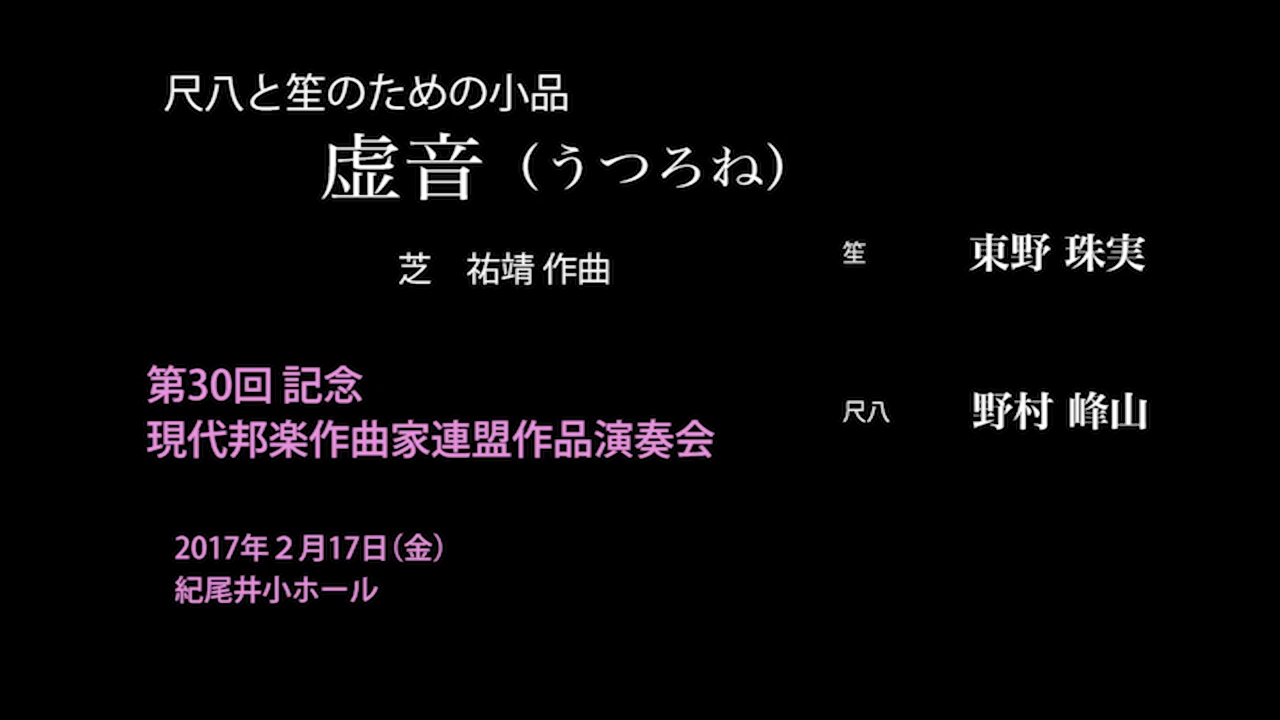 尺八と笙のための小品
虚音（うつろね）
芝　祐靖 作曲
笙　東野 珠実
第30回 記念
現代邦楽作曲家連盟作品演奏会
尺八　野村 峰山
2017年２月17日（金）
紀尾井小ホール